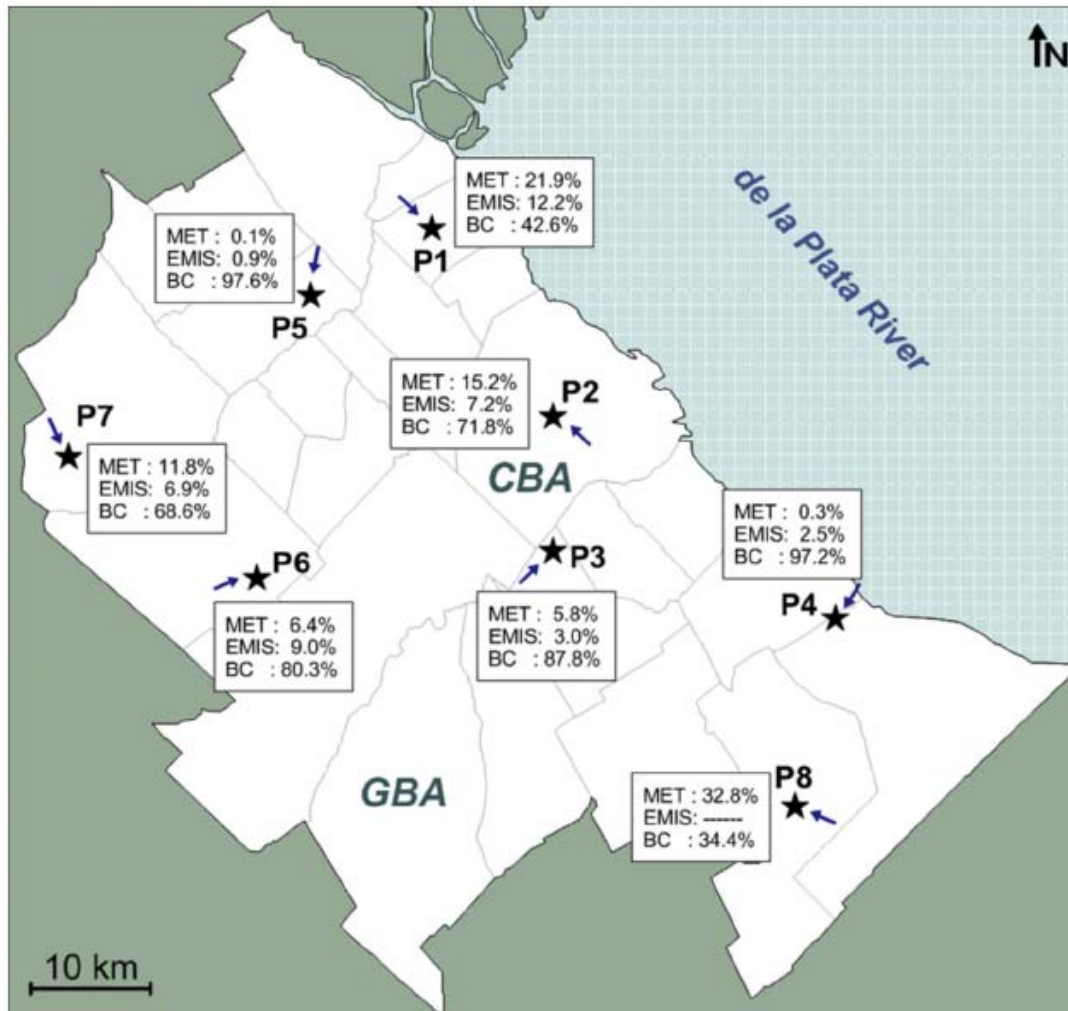 N
de la Plata River
MET : 21.9%
EMIS: 12.2%
BC : 42.6%
P1
MET : 0.1%
EMIS: 0.9%
BC : 97.6%
P5
MET : 15.2%
EMIS: 7.2%
BC : 71.8%
P2
P7
MET : 11.8%
EMIS: 6.9%
BC : 68.6%
CBA
MET : 0.3%
EMIS: 2.5%
BC : 97.2%
P6
P3
P4
MET : 6.4%
EMIS: 9.0%
BC : 80.3%
MET : 5.8%
EMIS: 3.0%
BC : 87.8%
GBA
P8
MET : 32.8%
EMIS: ------
BC : 34.4%
10 km